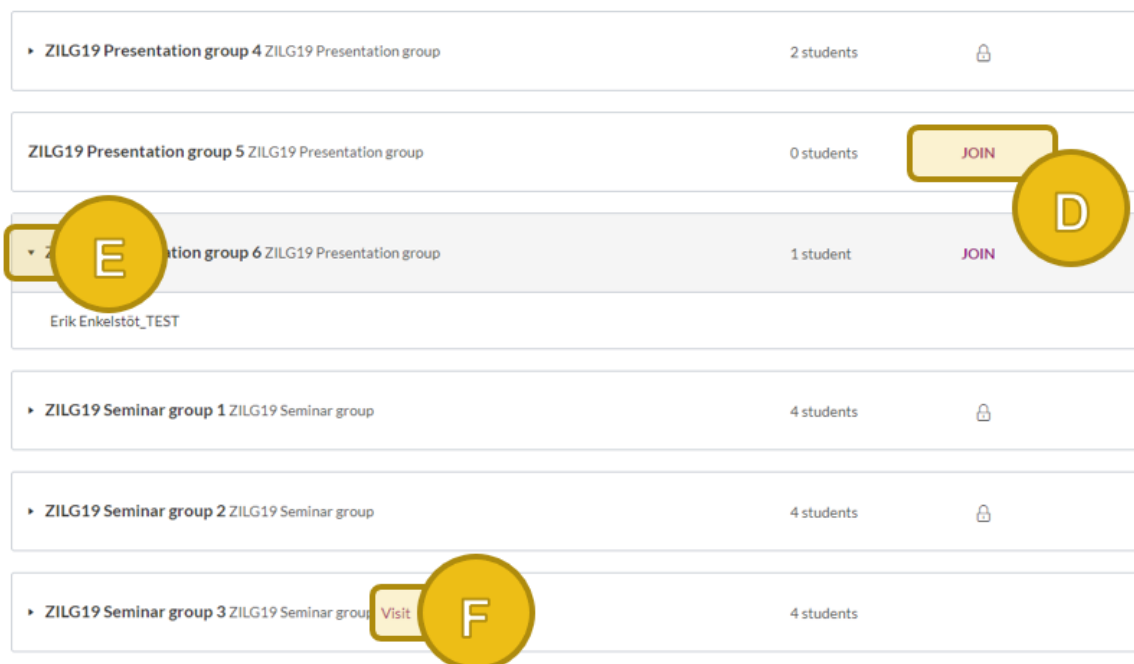 ZILG19 Presentation group 4 ZILG19 Presentation group 2 students
ZILG19 Presentation group 5 ZILG19 Presentation group 0 students JOIN
D
E
tion group 6 ZILG19 Presentation group 1 student JOIN
Erik Enkelstöt_TEST
ZILG19 Seminar group 1 ZILG19 Seminar group 4 students
ZILG19 Seminar group 2 ZILG19 Seminar group 4 students
ZILG19 Seminar group 3 ZILG19 Seminar group Visit F 4 students